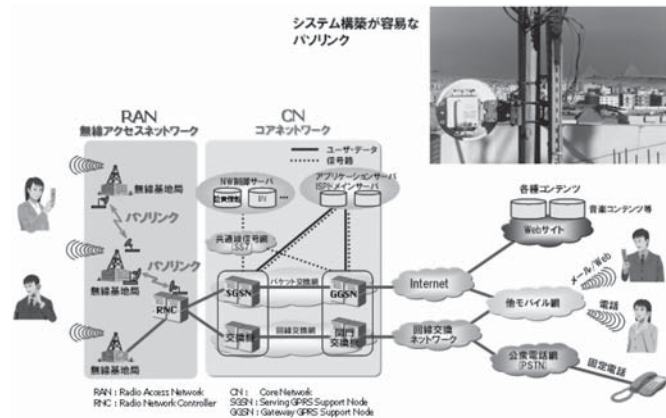 システム構築が容易な
パソリンク
RAN
無線アクセスネットワーク
CN
コアネットワーク
ユーザ・データ
信号路
NW制御サーバ
...
アプリケーションサーバ
ISPドメインサーバ
無線基地局
パソリンク
共通線信号網
(SS7)
パソリンク
無線基地局
RNC
SGSN
パケット交換網
GGSN
交換機
回線交換網
関門
交換機
無線基地局
各種コンテンツ
音楽コンテンツ等
Webサイト
Internet
メール/Web
他モバイル網
電話
回線交換
ネットワーク
公衆電話網
(PSTN)
固定電話
RAN : Radio Access Network
RNC : Radio Network Controller
CN : Core Network
SGSN : Serving GPRS Support Node
GGSN : Gateway GPRS Support Node